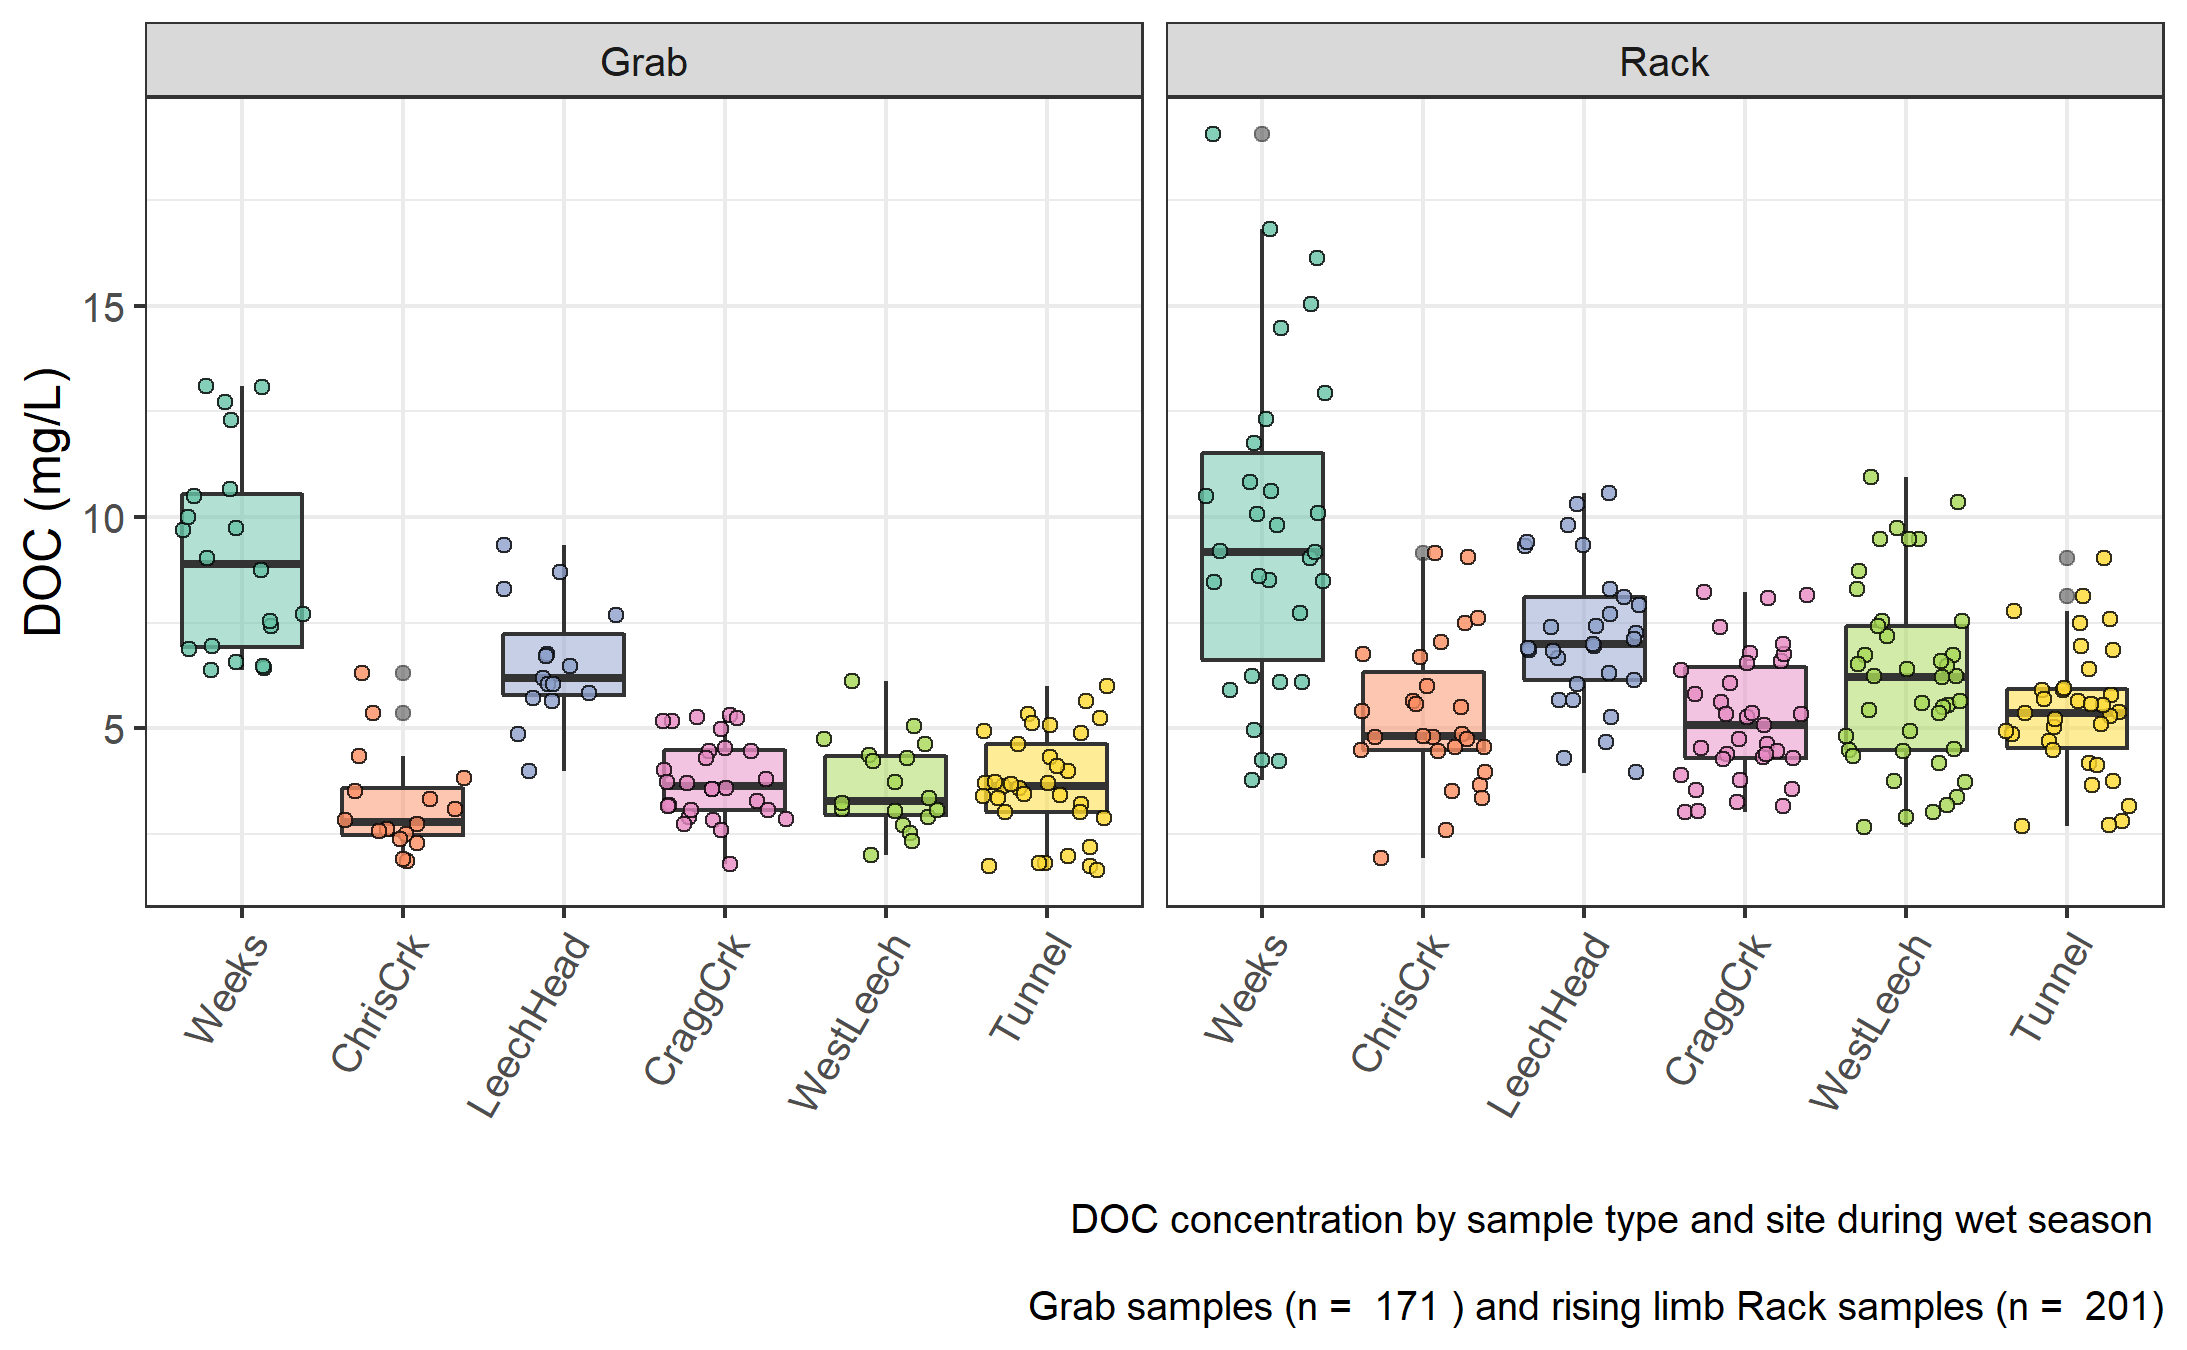 Grab
Rack
DOC (mg/L)
15
10
5
Weeks
ChrisCrk
LeechHead
CraggCrk
WestLeech
Tunnel
Weeks
ChrisCrk
LeechHead
CraggCrk
WestLeech
Tunnel
DOC concentration by sample type and site during wet season
Grab samples (n =  171 ) and rising limb Rack samples (n =  201)